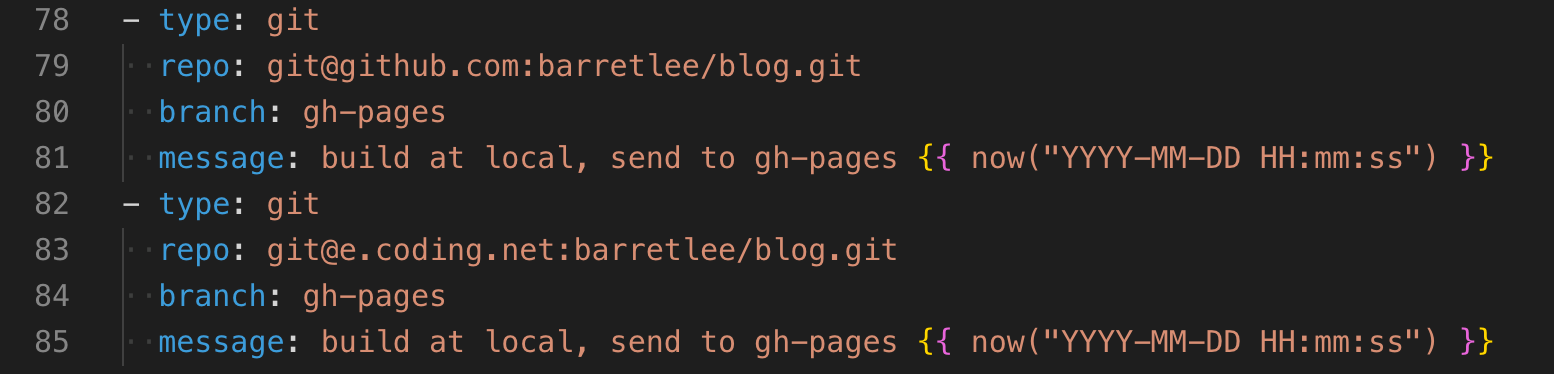 78 - type: git
79 ··repo: git@github.com:barretlee/blog.git
80 ··branch: gh-pages
81 ··message: build at local, send to gh-pages {{ now("YYYY-MM-DD HH:mm:ss") }}
82 - type: git
83 ··repo: git@e.coding.net:barretlee/blog.git
84 ··branch: gh-pages
85 ··message: build at local, send to gh-pages {{ now("YYYY-MM-DD HH:mm:ss") }}